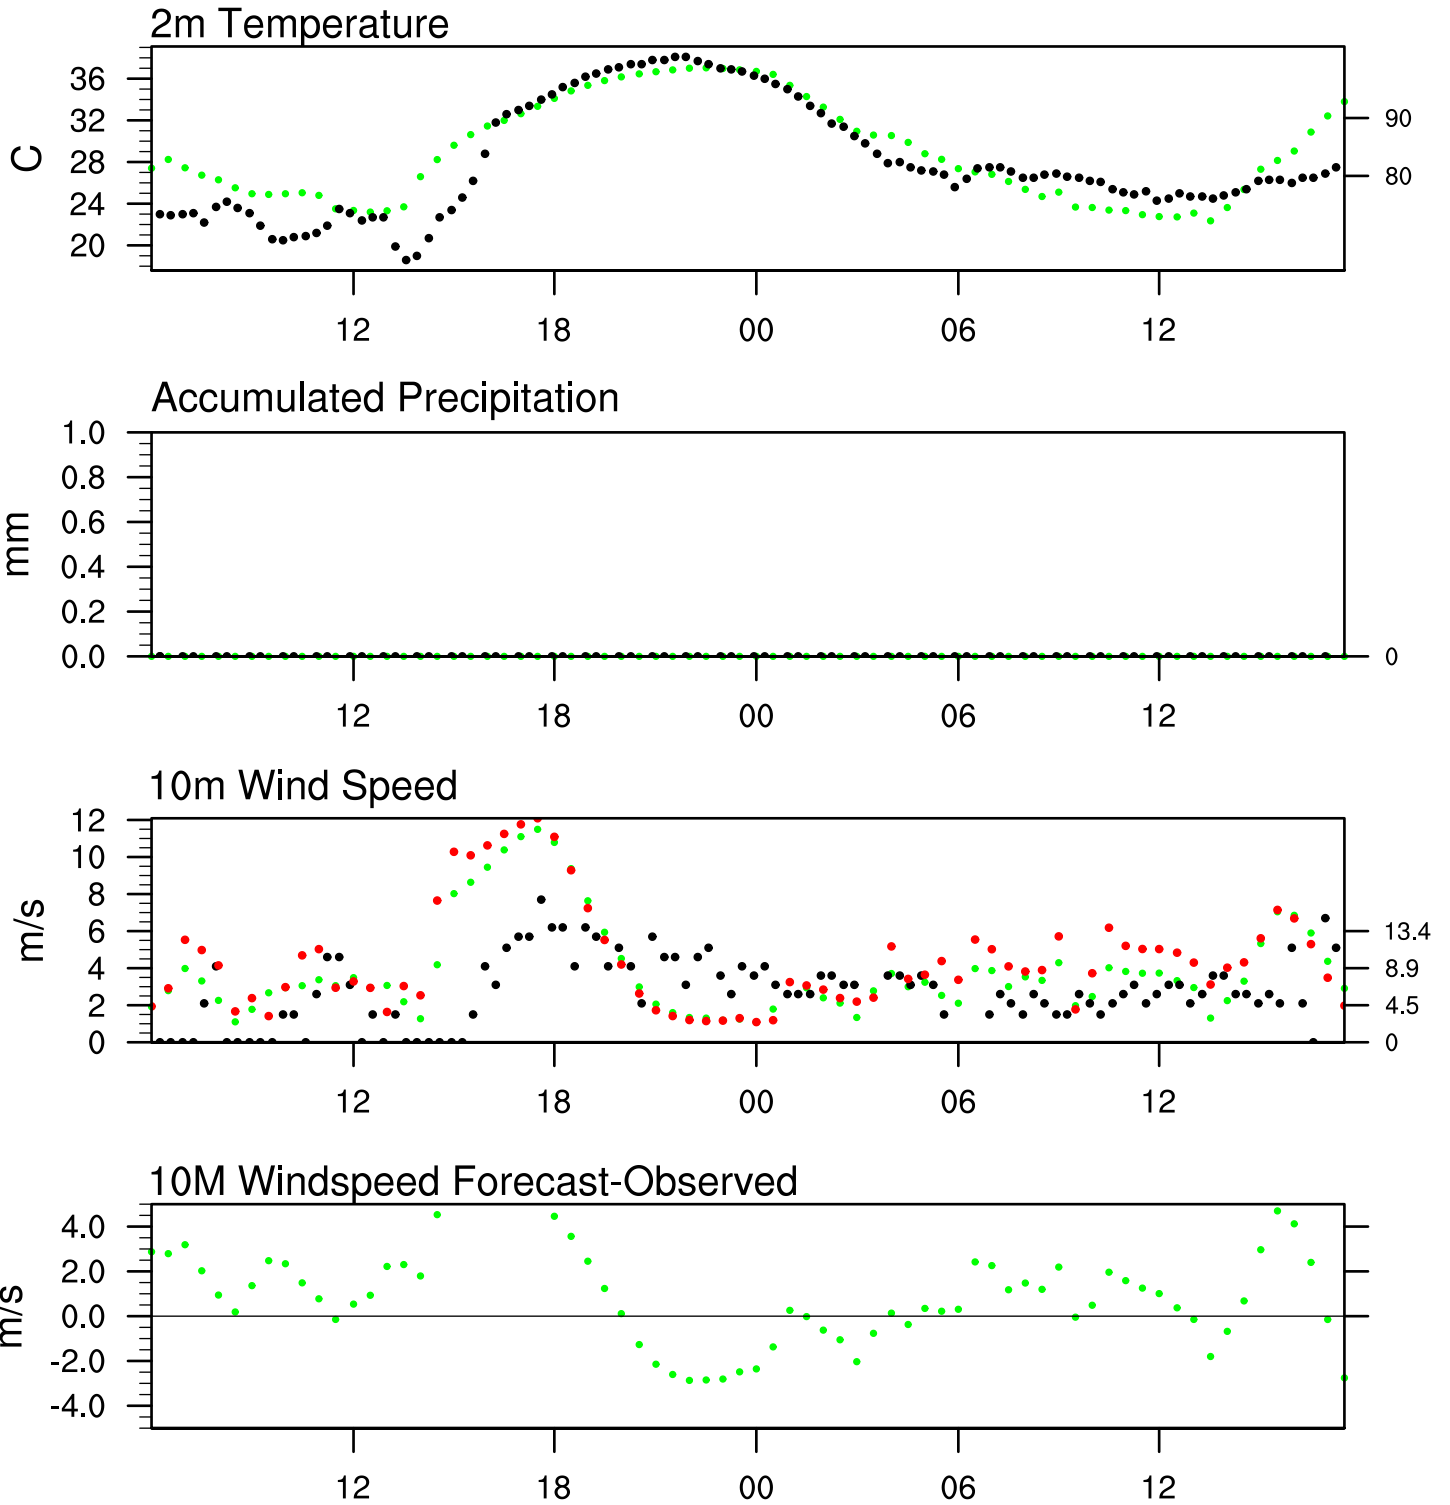 2m Temperature
36
32
28
24
20
C
90
80
12 18 00 06 12
Accumulated Precipitation
1.0
0.8
0.6
0.4
0.2
0.0
mm
0
12 18 00 06 12
10m Wind Speed
12
10
8
6
4
2
0
m/s
13.4
8.9
4.5
0
12 18 00 06 12
10M Windspeed Forecast-Observed
4.0
2.0
0.0
-2.0
-4.0
m/s
12 18 00 06 12